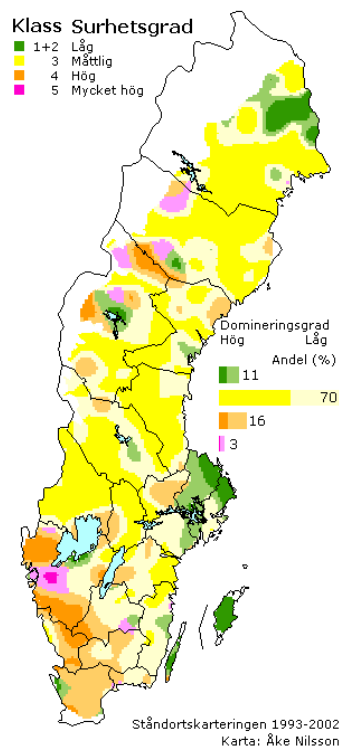 Klass Surhetsgrad
1+2 Låg
3 Måttlig
4 Hög
5 Mycket hög
Domineringsgrad
Hög Låg
Andel (%)
11
70
16
3
Ståndortskarteringen 1993-2002
Karta: Åke Nilsson